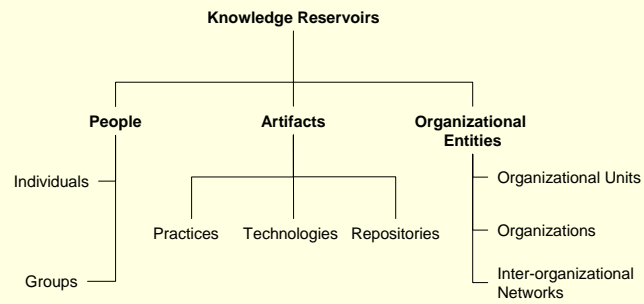 Knowledge Reservoirs
People
Artifacts
Organizational
Entities
Individuals
Groups
Practices
Technologies
Repositories
Organizational Units
Organizations
Inter-organizational
Networks